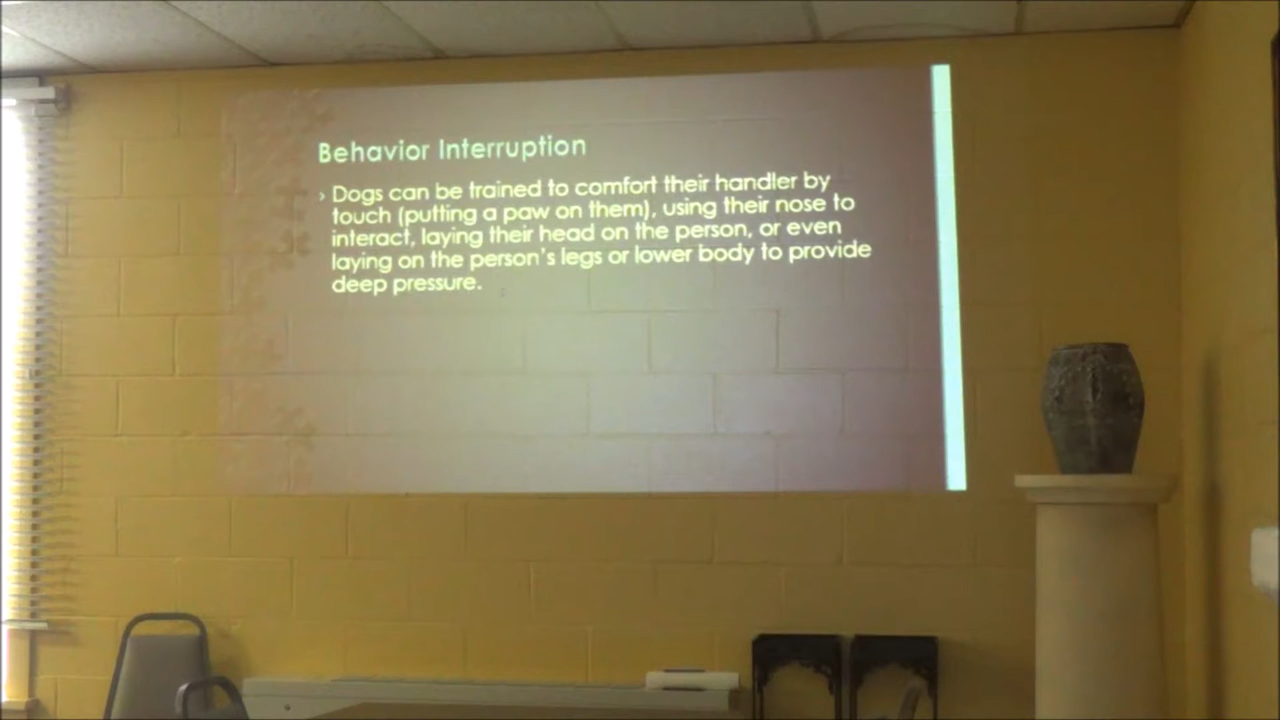 Behavior Interruption
› Dogs can be trained to comfort their handler by
touch (putting a paw on them), using their nose to
interact, laying their head on the person, or even
laying on the person's legs or lower body to provide
deep pressure.